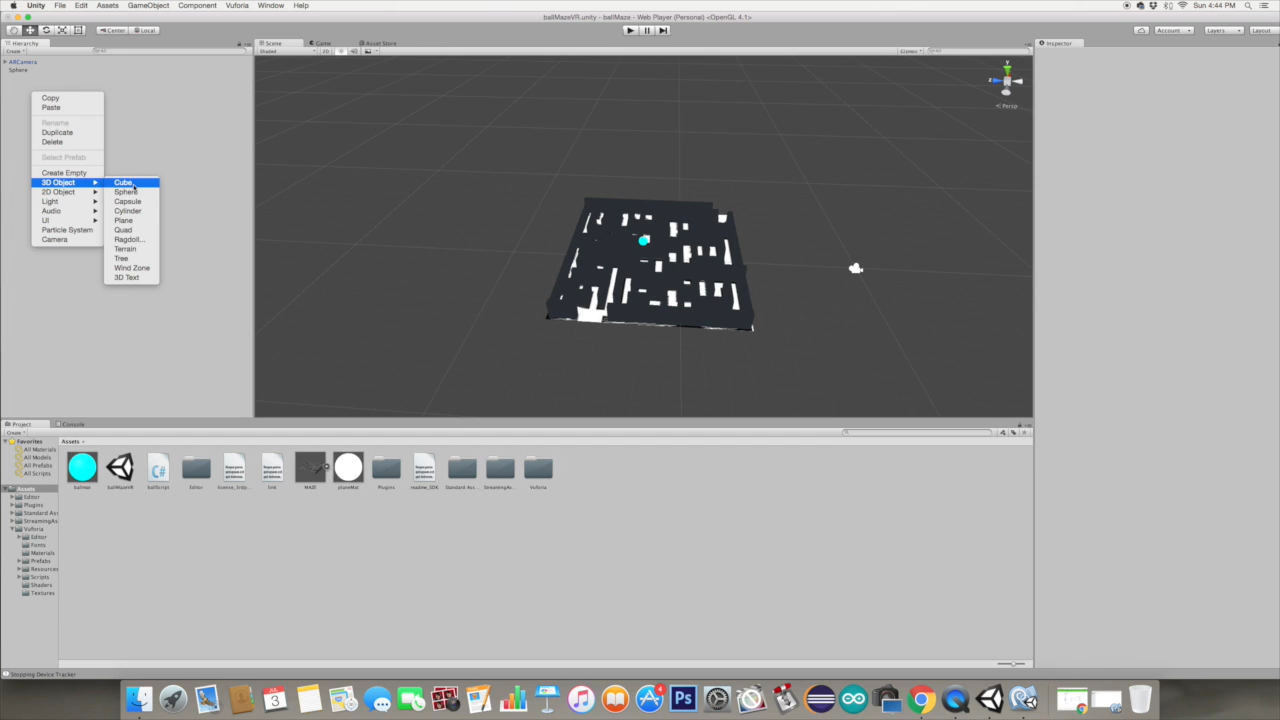 Unity File Edit Assets GameObject Component Vuforia Window Help Sun 4:44 PM
ballMazeVR.unity - ballMaze - Web Player (Personal) <OpenGL 4.1>
Center Local Account Layers Layout
Hierarchy Scene Game Asset Store Inspector
Create Shaded 2D Gizmos
ARCamera
Sphere
y
z
Persp
Copy
Paste
Rename
Duplicate
Delete
Select Prefab
Create Empty
3D Object
2D Object
Light
Audio
UI
Particle System
Camera
Cube
Sphere
Capsule
Cylinder
Plane
Quad
Ragdoll...
Terrain
Tree
Wind Zone
3D Text
Project Console
Create
Favorites
All Materials
All Models
All Prefabs
All Scripts
Assets
Editor
Plugins
Standard Ass
StreamingAs
Vuforia
Editor
Fonts
Materials
Prefabs
Resources
Scripts
Shaders
Textures
Assets
C#
ballmat ballMazeVR ballScript Editor license_3rdp... link MAZE planeMat Plugins readme_SDK Standard Ass... StreamingAs... Vuforia
Stopping Device Tracker
3
4
Ps